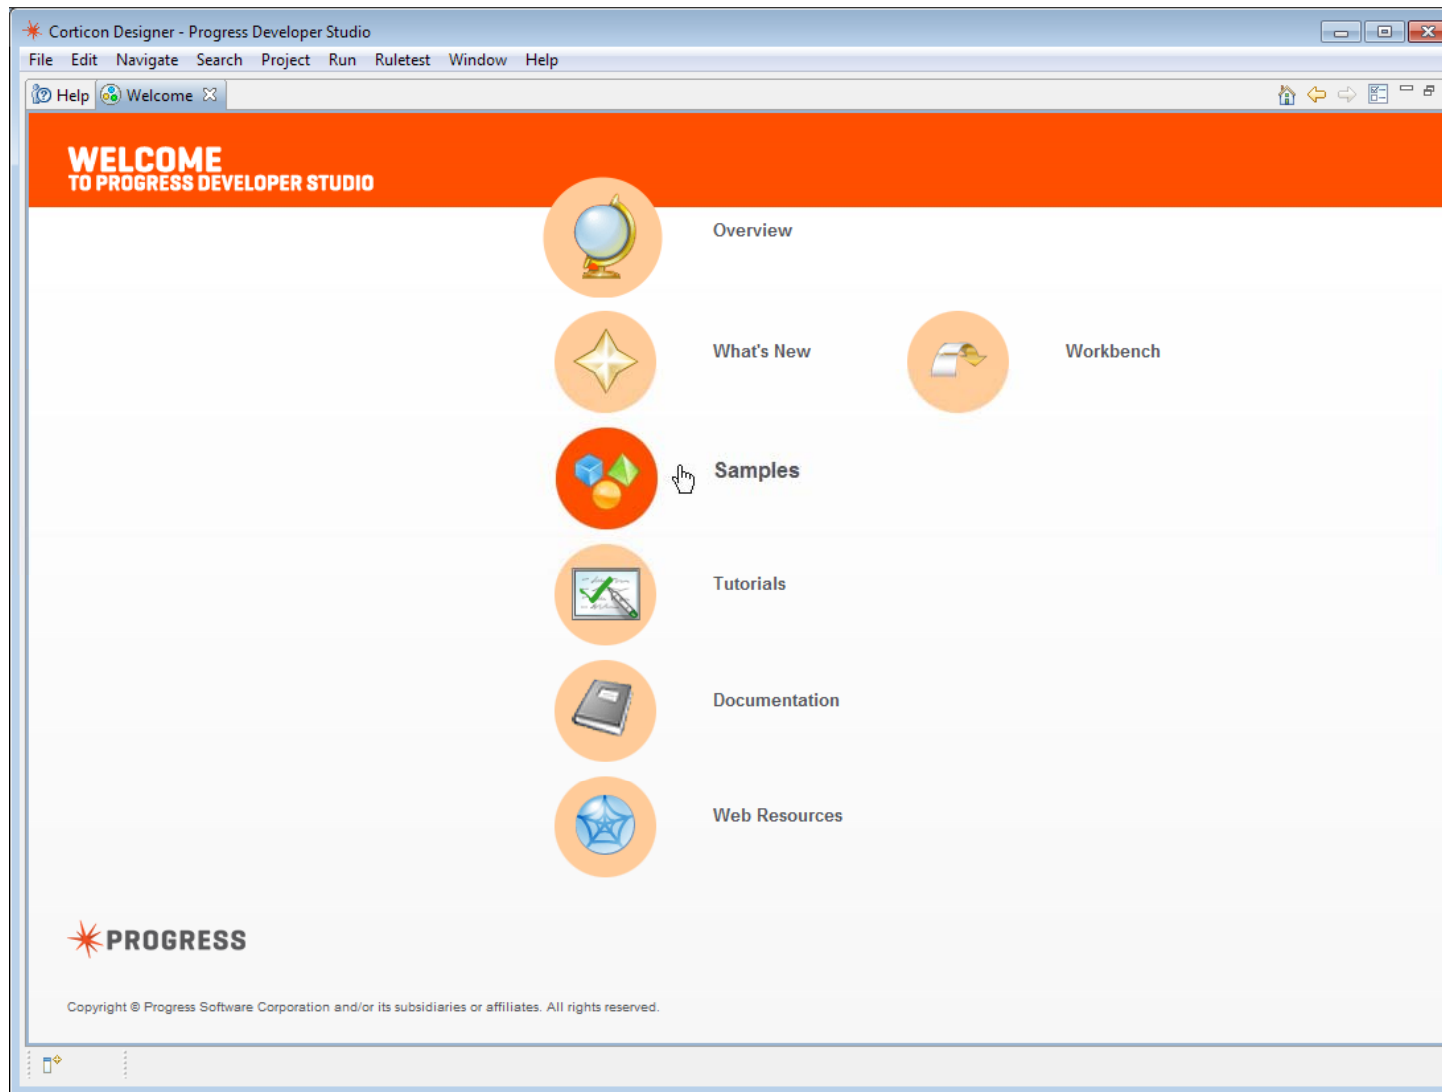 Corticon Designer - Progress Developer Studio
File Edit Navigate Search Project Run Ruletest Window Help
Help Welcome
WELCOME
TO PROGRESS DEVELOPER STUDIO
Overview
What's New Workbench
Samples
Tutorials
Documentation
Web Resources
PROGRESS
Copyright © Progress Software Corporation and/or its subsidiaries or affiliates. All rights reserved.